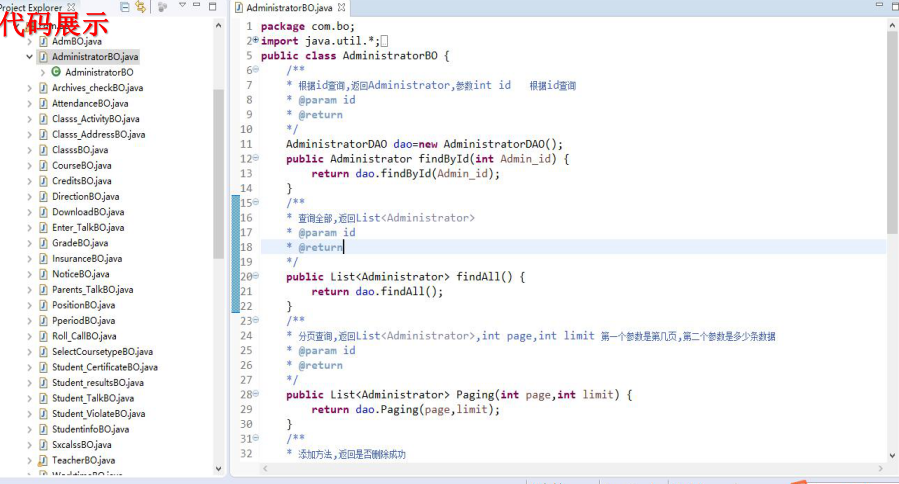 Project Explorer
代码展示
AdmBO.java
AdministratorBO.java
AdministratorBO
Archives_checkBO.java
AttendanceBO.java
Classs_ActivityBO.java
Classs_AddressBO.java
ClasssBO.java
CourseBO.java
CreditsBO.java
DirectionBO.java
DownloadBO.java
Enter_TalkBO.java
GradeBO.java
InsuranceBO.java
NoticeBO.java
Parents_TalkBO.java
PositionBO.java
PperiodBO.java
Roll_CallBO.java
SelectCoursetypeBO.java
Student_CertificateBO.java
Student_resultsBO.java
Student_TalkBO.java
Student_ViolateBO.java
StudentinfoBO.java
SxcalssBO.java
TeacherBO.java
WorktimeBO.java
AdministratorBO.java
1 package com.bo;
2 import java.util.*;
5 public class AdministratorBO {
6 /**
7 * 根据id查询,返回Administrator,参数int id 根据id查询
8 * @param id
9 * @return
10 */
11 AdministratorDAO dao=new AdministratorDAO();
12 public Administrator findById(int Admin_id) {
13 return dao.findById(Admin_id);
14 }
15 /**
16 * 查询全部,返回List<Administrator>
17 * @param id
18 * @return
19 */
20 public List<Administrator> findAll() {
21 return dao.findAll();
22 }
23 /**
24 * 分页查询,返回List<Administrator>,int page,int limit 第一个参数是第几页,第二个参数是多少条数据
25 * @param id
26 * @return
27 */
28 public List<Administrator> Paging(int page,int limit) {
29 return dao.Paging(page,limit);
30 }
31 /**
32 * 添加方法,返回是否删除成功